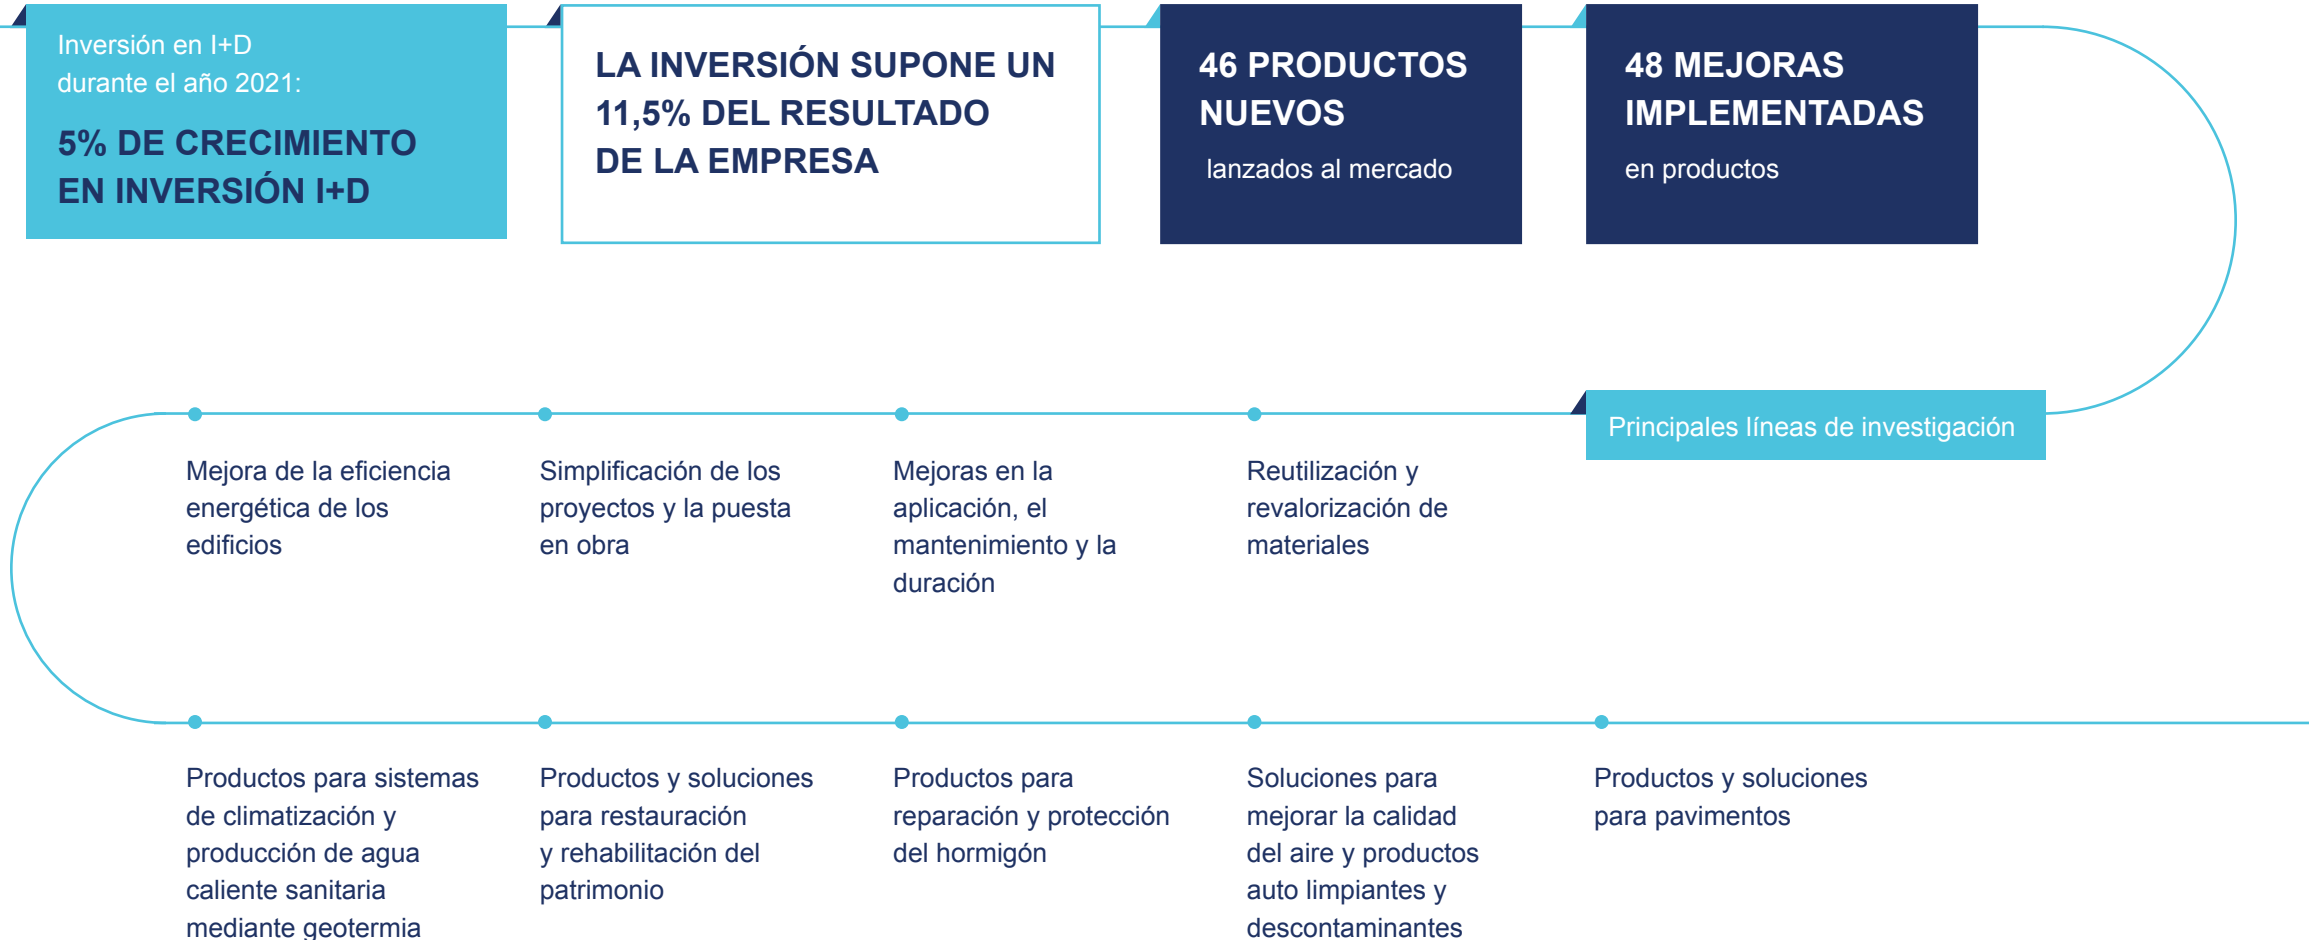 Inversión en I+D
durante el año 2021:
5% DE CRECIMIENTO
EN INVERSIÓN I+D
LA INVERSIÓN SUPONE UN
11,5% DEL RESULTADO
DE LA EMPRESA
46 PRODUCTOS
NUEVOS
lanzados al mercado
48 MEJORAS
IMPLEMENTADAS
en productos
Principales líneas de investigación
Mejora de la eficiencia
energética de los
edificios
Simplificación de los
proyectos y la puesta
en obra
Mejoras en la
aplicación, el
mantenimiento y la
duración
Reutilización y
revalorización de
materiales
Productos para sistemas
de climatización y
producción de agua
caliente sanitaria
mediante geotermia
Productos y soluciones
para restauración
y rehabilitación del
patrimonio
Productos para
reparación y protección
del hormigón
Soluciones para
mejorar la calidad
del aire y productos
auto limpiantes y
descontaminantes
Productos y soluciones
para pavimentos